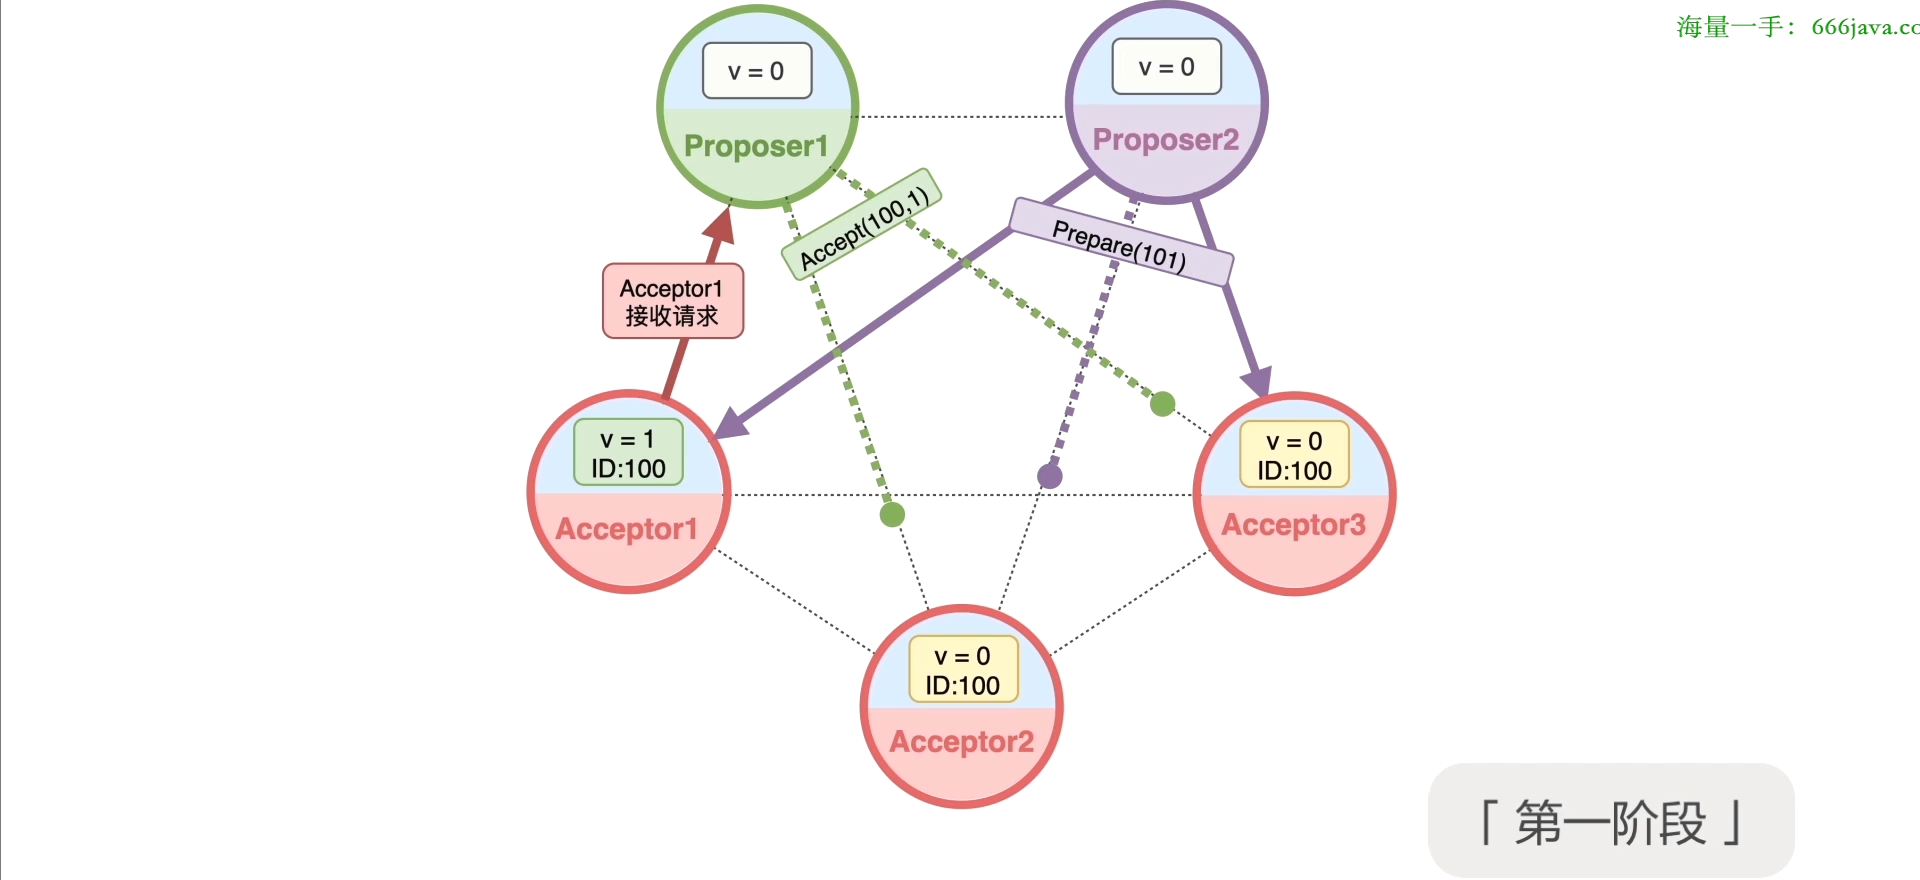 海量一手：666java.co
v = 0
Proposer1
v = 0
Proposer2
Accept(100,1)
Prepare(101)
Acceptor1
接收请求
v = 1
ID:100
Acceptor1
v = 0
ID:100
Acceptor3
v = 0
ID:100
Acceptor2
「 第一阶段 」